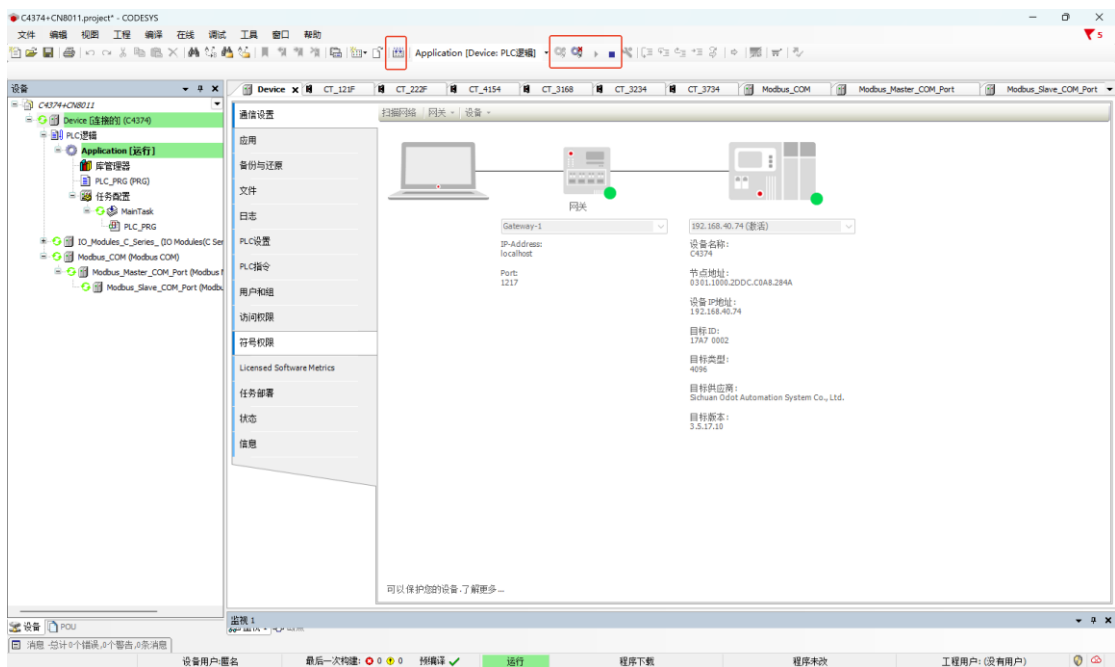 C4374+CN8011.project* - CODESYS
文件 编辑 视图 工程 编译 在线 调试 工具 窗口 帮助
5
Application [Device: PLC逻辑]
设备
Device CT_121F CT_222F CT_4154 CT_3168 CT_3234 CT_3734 Modbus_COM Modbus_Master_COM_Port Modbus_Slave_COM_Port
C4374+CN8011
Device [连接的] (C4374)
PLC逻辑
Application [运行]
库管理器
PLC_PRG (PRG)
任务配置
MainTask
PLC_PRG
IO_Modules_C_Series_ (IO Modules(C Ser
Modbus_COM (Modbus COM)
Modbus_Master_COM_Port (Modbus
Modbus_Slave_COM_Port (Modbu
通信设置
应用
备份与还原
文件
日志
PLC设置
PLC指令
用户和组
访问权限
符号权限
Licensed Software Metrics
任务部署
状态
信息
扫描网络 网关 设备
网关
Gateway-1
IP-Address:
localhost
Port:
1217
192.168.40.74 (激活)
设备名称:
C4374
节点地址:
0301.1000.2DDC.C0A8.284A
设备 IP地址:
192.168.40.74
目标 ID:
17A7 0002
目标类型:
4096
目标供应商:
Sichuan Odot Automation System Co., Ltd.
目标版本:
3.5.17.10
可以保护您的设备.了解更多...
设备 POU
监视 1
消息 -总计0个错误,0个警告,0条消息
设备用户:匿名 最后一次构建: 0 0 预编译 运行 程序下载 程序未改 工程用户: (没有用户)